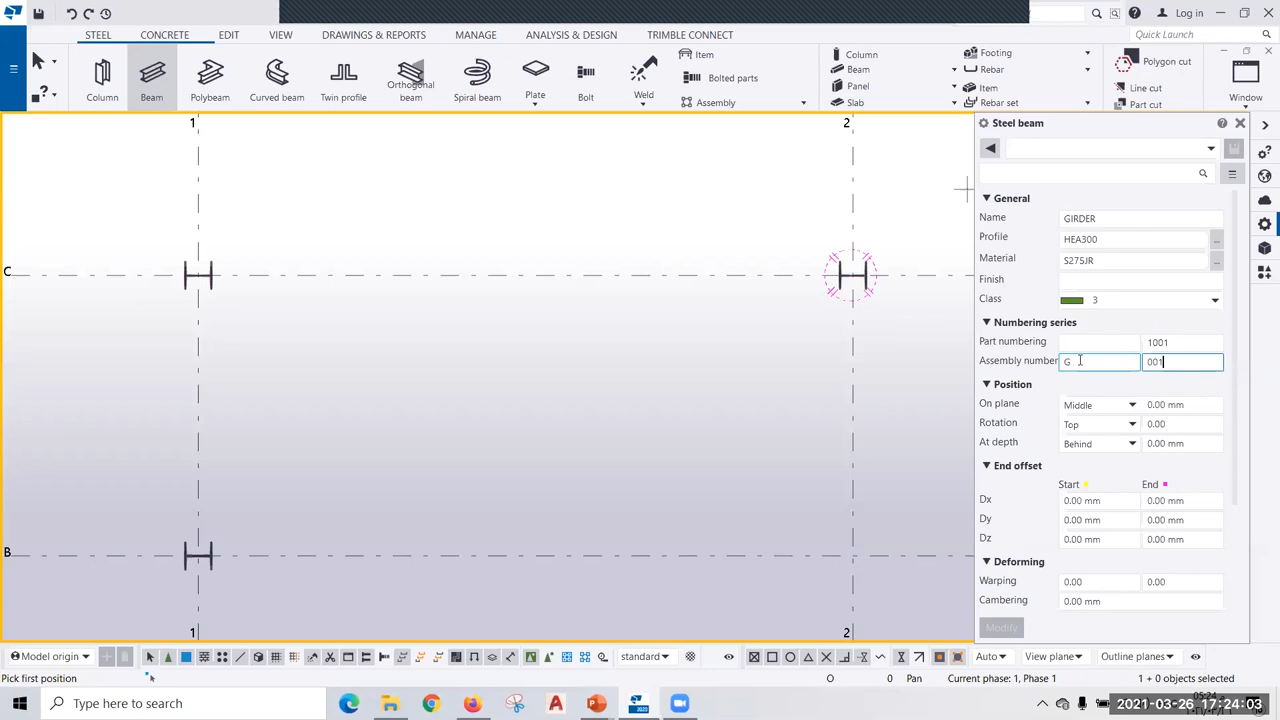 Log in
STEEL CONCRETE EDIT VIEW DRAWINGS & REPORTS MANAGE ANALYSIS & DESIGN TRIMBLE CONNECT Quick Launch
Column Beam Polybeam Curved beam Twin profile Orthogonal beam Spiral beam Plate Bolt Weld
Item
Bolted parts
Assembly
Column
Beam
Panel
Slab
Footing
Rebar
Item
Rebar set
Polygon cut
Line cut
Part cut
Window
1 2
C
B
1 2
Steel beam
General
Name GIRDER
Profile HEA300 ...
Material S275JR ...
Finish
Class 3
Numbering series
Part numbering 1001
Assembly number G 001
Position
On plane Middle 0.00 mm
Rotation Top 0.00
At depth Behind 0.00 mm
End offset
Start End
Dx 0.00 mm 0.00 mm
Dy 0.00 mm 0.00 mm
Dz 0.00 mm 0.00 mm
Deforming
Warping 0.00 0.00
Cambering 0.00 mm
Modify
Model origin standard Auto View plane Outline planes
Pick first position O 0 Pan Current phase: 1, Phase 1 1 + 0 objects selected
Type here to search
05:24
2021-03-26 17:24:03